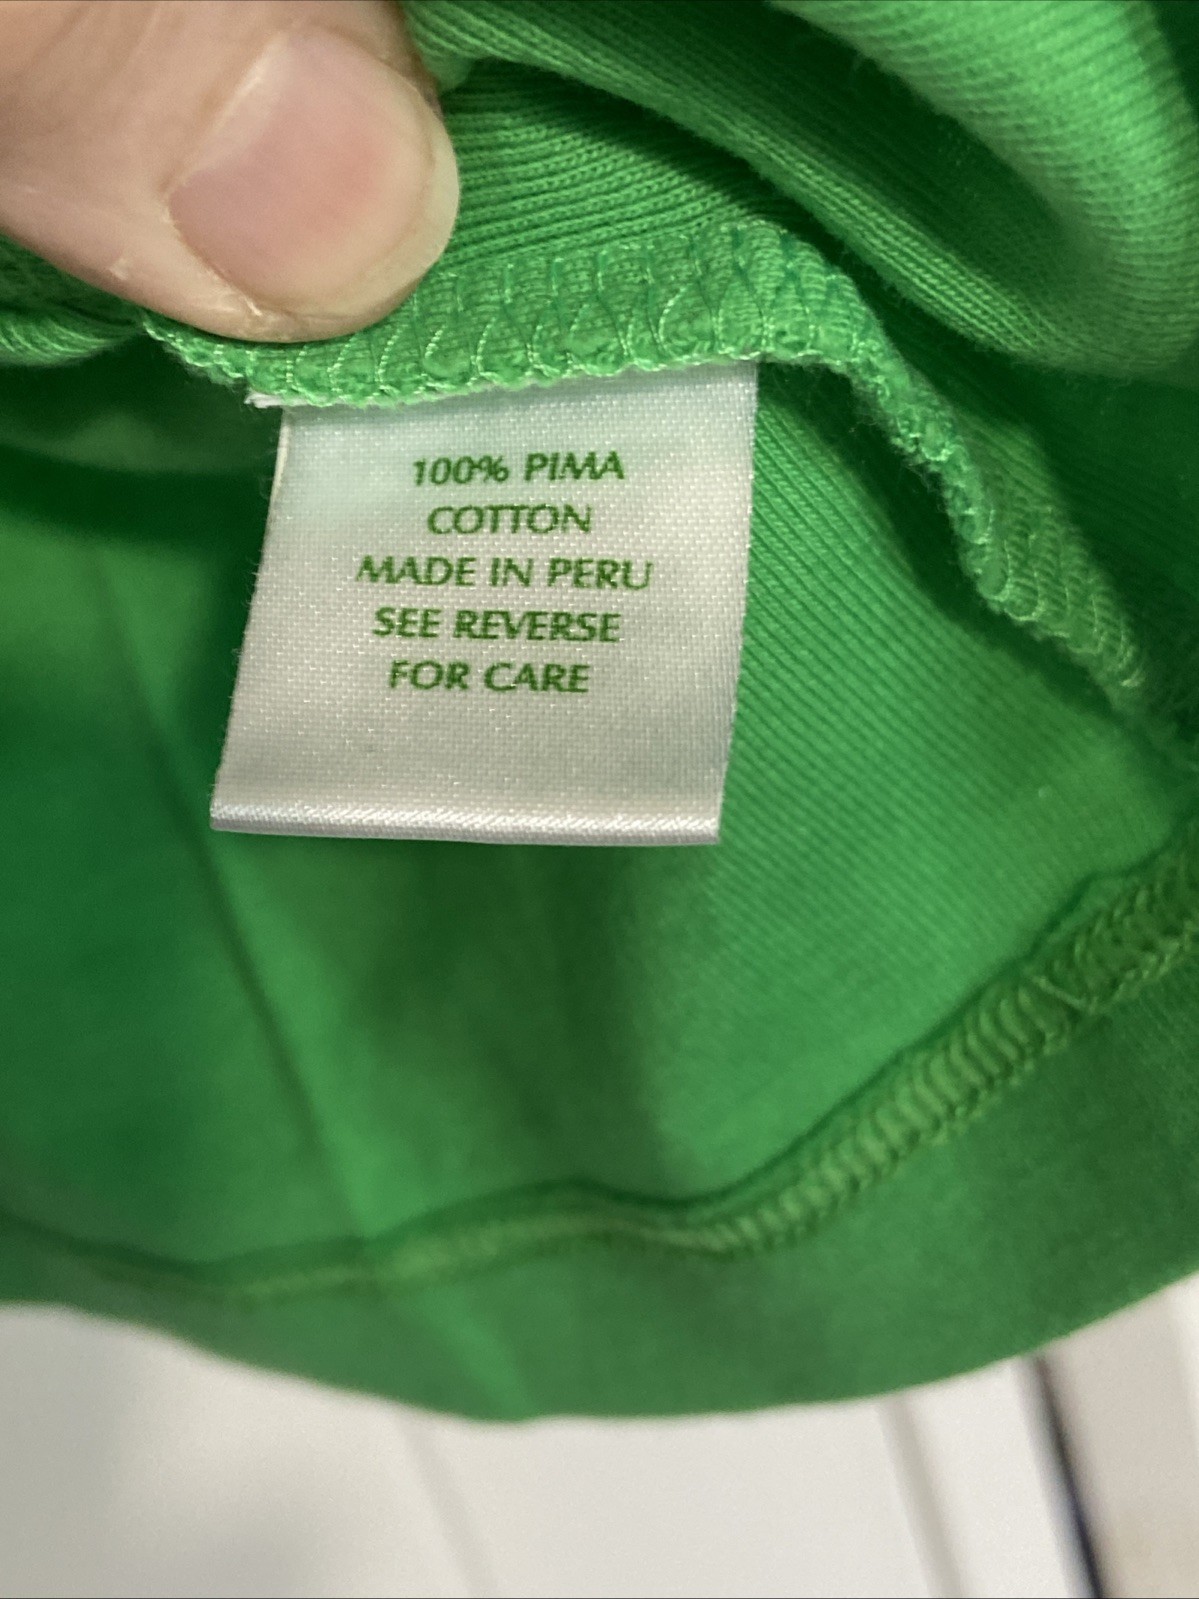 100% PIMA
COTTON
MADE IN PERU
SEE REVERSE
FOR CARE